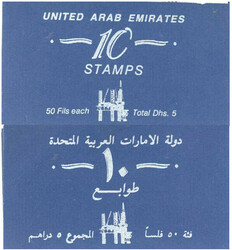 UNITED ARAB EMIRATES
10
STAMPS
50 Fils each Total Dhs. 5
دولة الامارات العربية المتحدة
١٠
طوابع
فئة ٥٠ فلساً المجموع ٥ دراهم